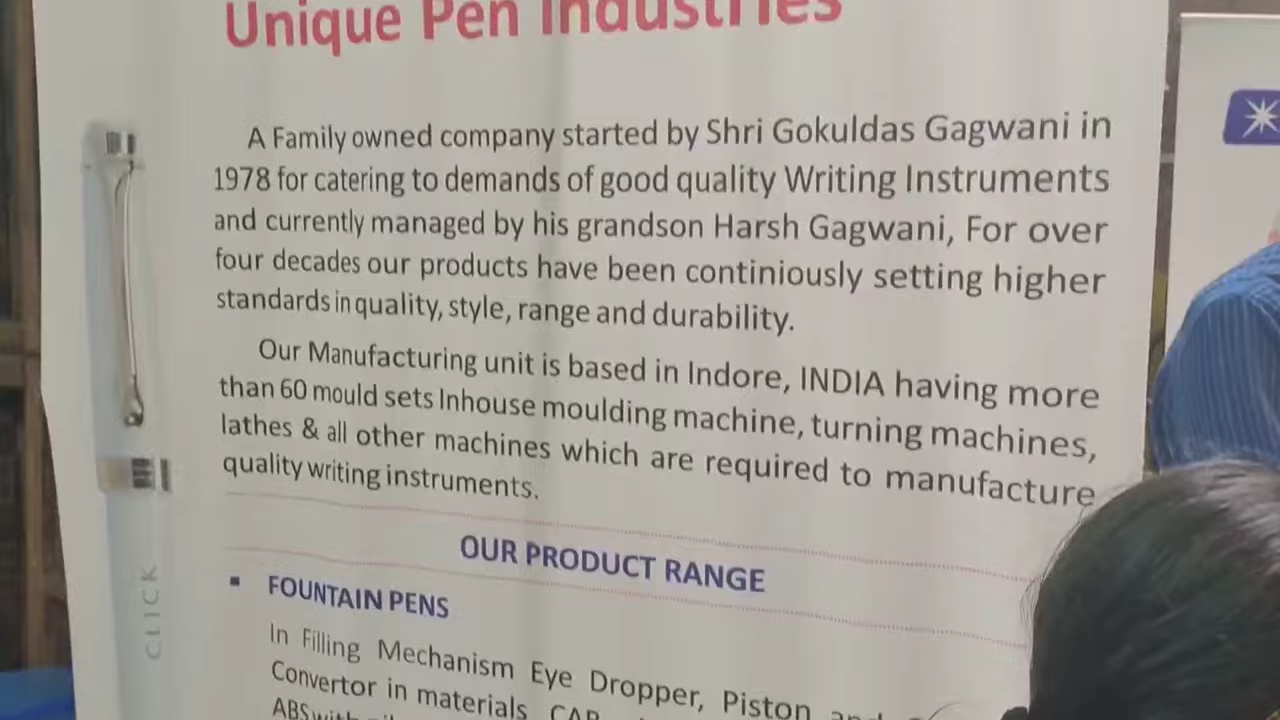 Unique Pen Industries
A Family owned company started by Shri Gokuldas Gagwani in
1978 for catering to demands of good quality Writing Instruments
and currently managed by his grandson Harsh Gagwani, For over
four decades our products have been continiously setting higher
standards in quality, style, range and durability.
Our Manufacturing unit is based in Indore, INDIA having more
than 60 mould sets Inhouse moulding machine, turning machines,
lathes & all other machines which are required to manufacture
quality writing instruments.
OUR PRODUCT RANGE
▪ FOUNTAIN PENS
In Filling Mechanism Eye Dropper, Piston and
Convertor in materials
ABS
CLICK